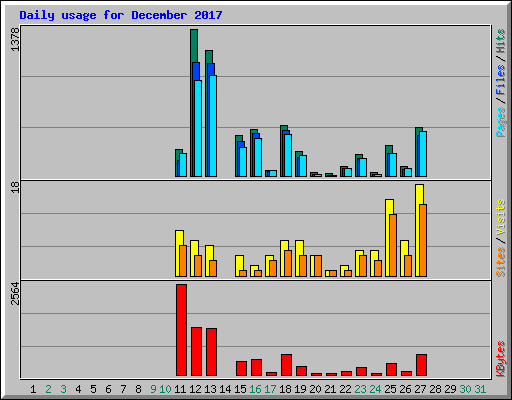 Daily usage for December 2017
1378
Pages / Files / Hits
18
Sites / Visits
2564
KBytes
1 2 3 4 5 6 7 8 9 10 11 12 13 14 15 16 17 18 19 20 21 22 23 24 25 26 27 28 29 30 31